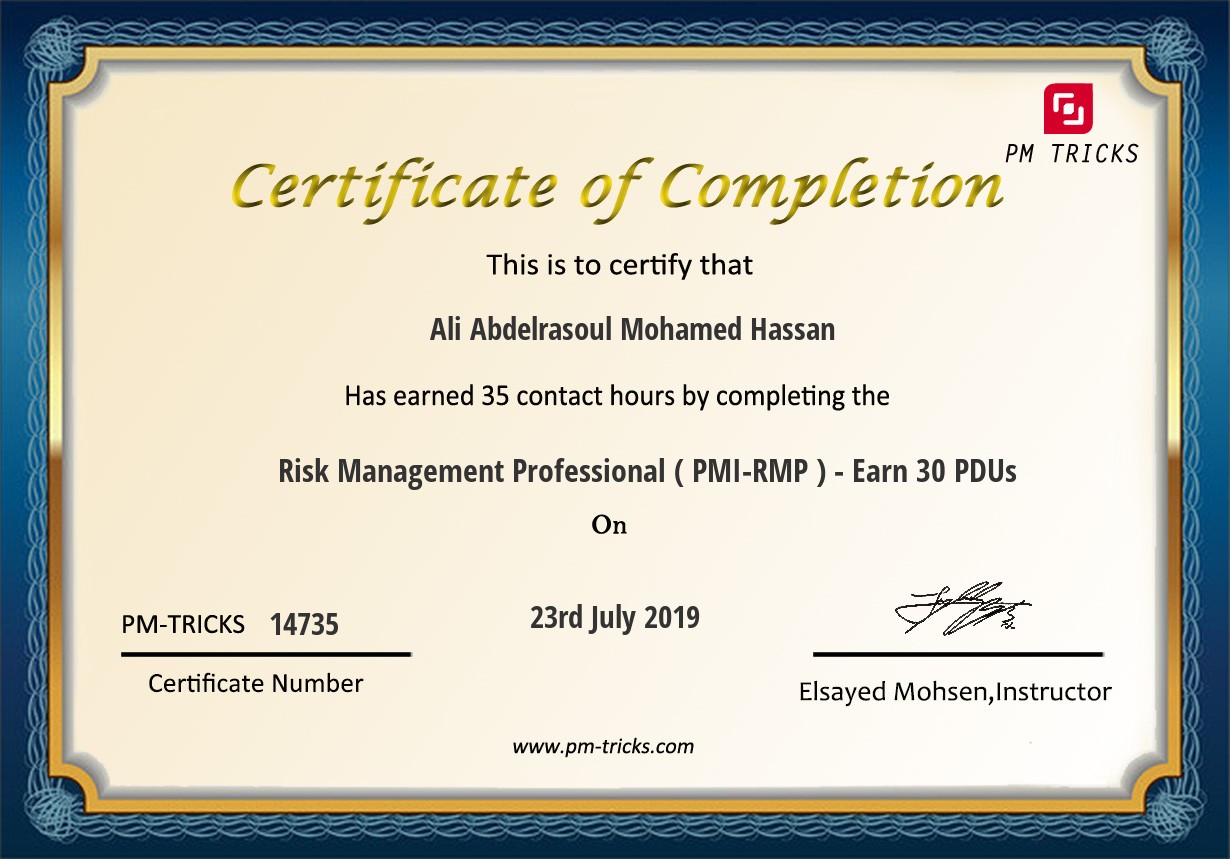 PM TRICKS
Certificate of Completion
This is to certify that
Ali Abdelrasoul Mohamed Hassan
Has earned 35 contact hours by completing the
Risk Management Professional ( PMI-RMP ) - Earn 30 PDUs
On
PM-TRICKS 14735
23rd July 2019
Certificate Number
Elsayed Mohsen,Instructor
www.pm-tricks.com